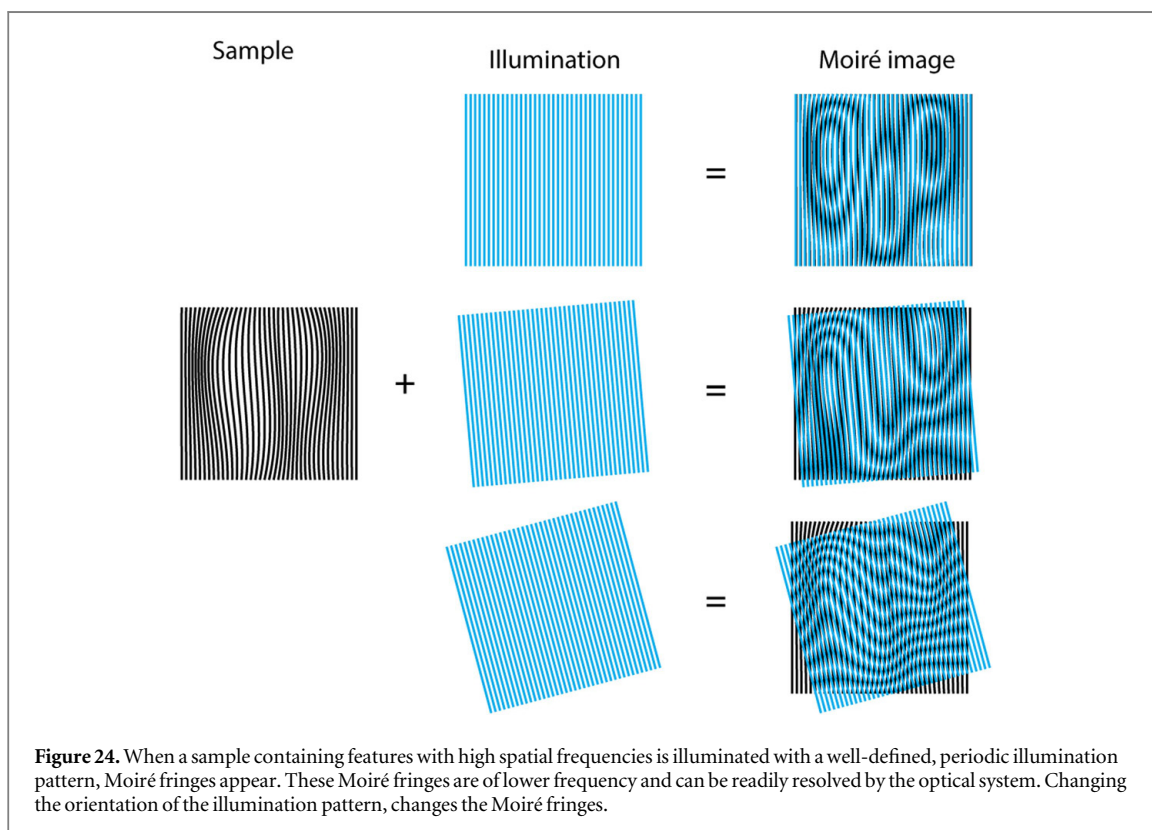 Sample
Illumination
Moiré image
=
+
=
=
Figure 24. When a sample containing features with high spatial frequencies is illuminated with a well-defined, periodic illumination
pattern, Moiré fringes appear. These Moiré fringes are of lower frequency and can be readily resolved by the optical system. Changing
the orientation of the illumination pattern, changes the Moiré fringes.